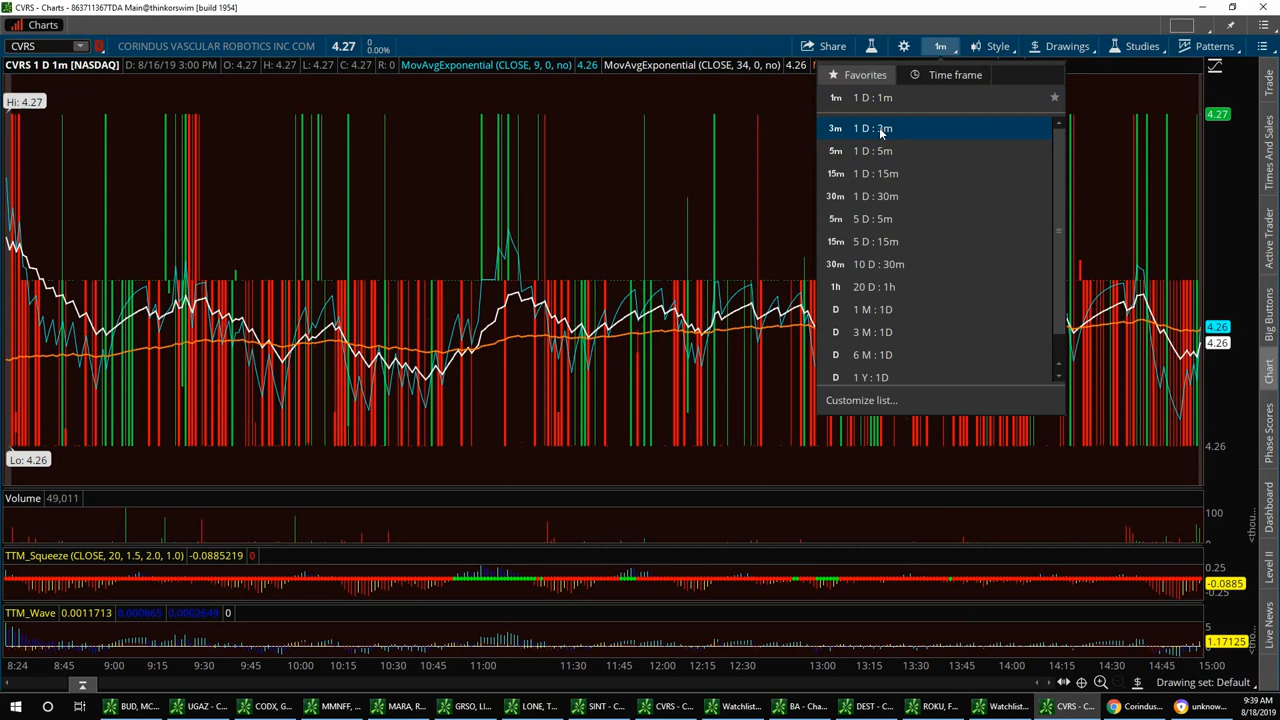 CVRS - Charts - 863711367TDA Main@thinkorswim [build 1954]
Charts
CVRS
CORINDUS VASCULAR ROBOTICS INC COM
4.27
0
0.00%
Share
1m
Style
Drawings
Studies
Patterns
CVRS 1 D 1m [NASDAQ]
D: 8/16/19 3:00 PM
O: 4.27
H: 4.27
L: 4.27
C: 4.27
R: 0
MovAvgExponential (CLOSE, 9, 0, no)
4.26
MovAvgExponential (CLOSE, 34, 0, no)
4.26
Favorites
Time frame
1m 1 D : 1m
3m 1 D : 3m
5m 1 D : 5m
15m 1 D : 15m
30m 1 D : 30m
5m 5 D : 5m
15m 5 D : 15m
30m 10 D : 30m
1h 20 D : 1h
D 1 M : 1D
D 3 M : 1D
D 6 M : 1D
D 1 Y : 1D
Customize list...
Hi: 4.27
Lo: 4.26
4.27
4.26
4.26
4.26
Volume 49,011
100
0
TTM_Squeeze (CLOSE, 20, 1.5, 2.0, 1.0) -0.0885219 0
0.25
-0.0885
-0.25
TTM_Wave 0.0011713 0.000665 0.0002649 0
5
1.17125
8:24 8:45 9:00 9:15 9:30 9:45 10:00 10:15 10:30 10:45 11:00 11:30 11:45 12:00 12:15 12:30 13:00 13:15 13:30 13:45 14:00 14:15 14:30 14:45 15:00
Drawing set: Default
Trade
Times And Sales
Active Trader
Big Buttons
Chart
Phase Scores
Dashboard
Level II
Live News
BUD, MC...
UGAZ - C...
CODX, G...
MMNFF, ...
MARA, R...
GRSO, LI...
LONE, T...
SINT - C...
CVRS - C...
Watchlist...
BA - Cha...
DEST - C...
ROKU, F...
Watchlist...
CVRS - C...
Corindus...
unknow...
9:39 AM
8/18/2019